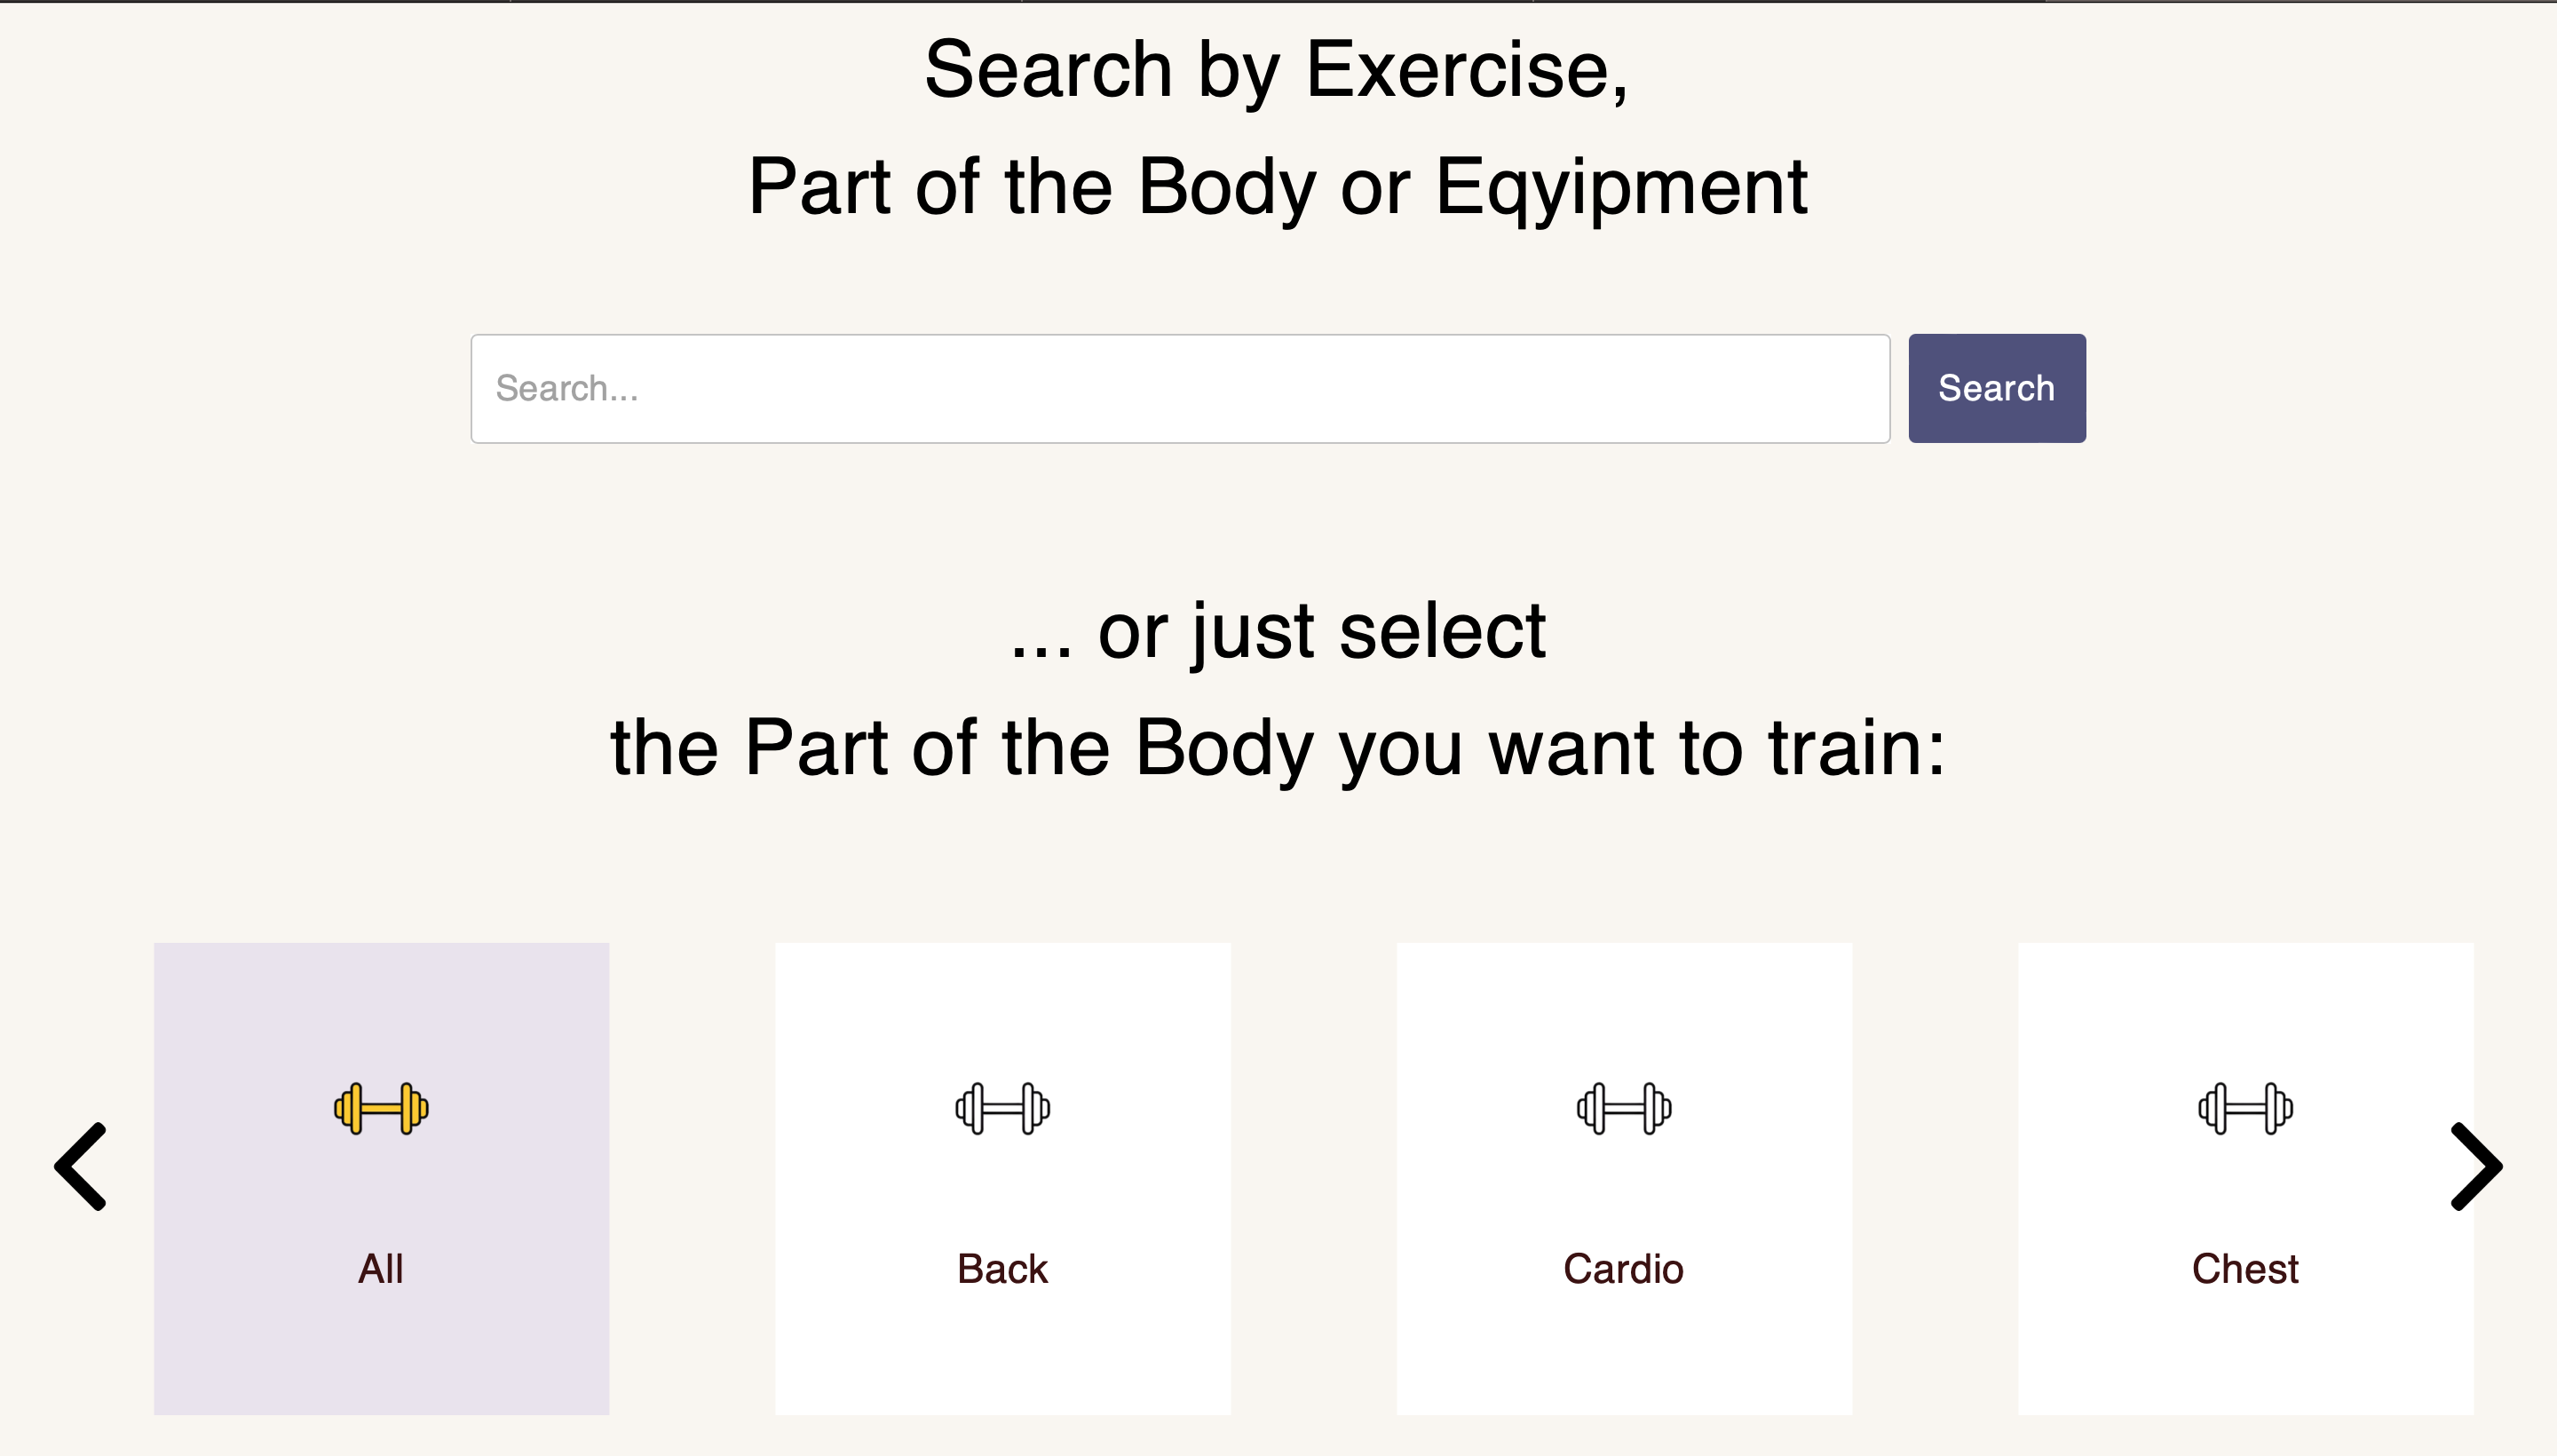 Search by Exercise,
Part of the Body or Eqyipment
Search...
Search
... or just select
the Part of the Body you want to train:
All
Back
Cardio
Chest